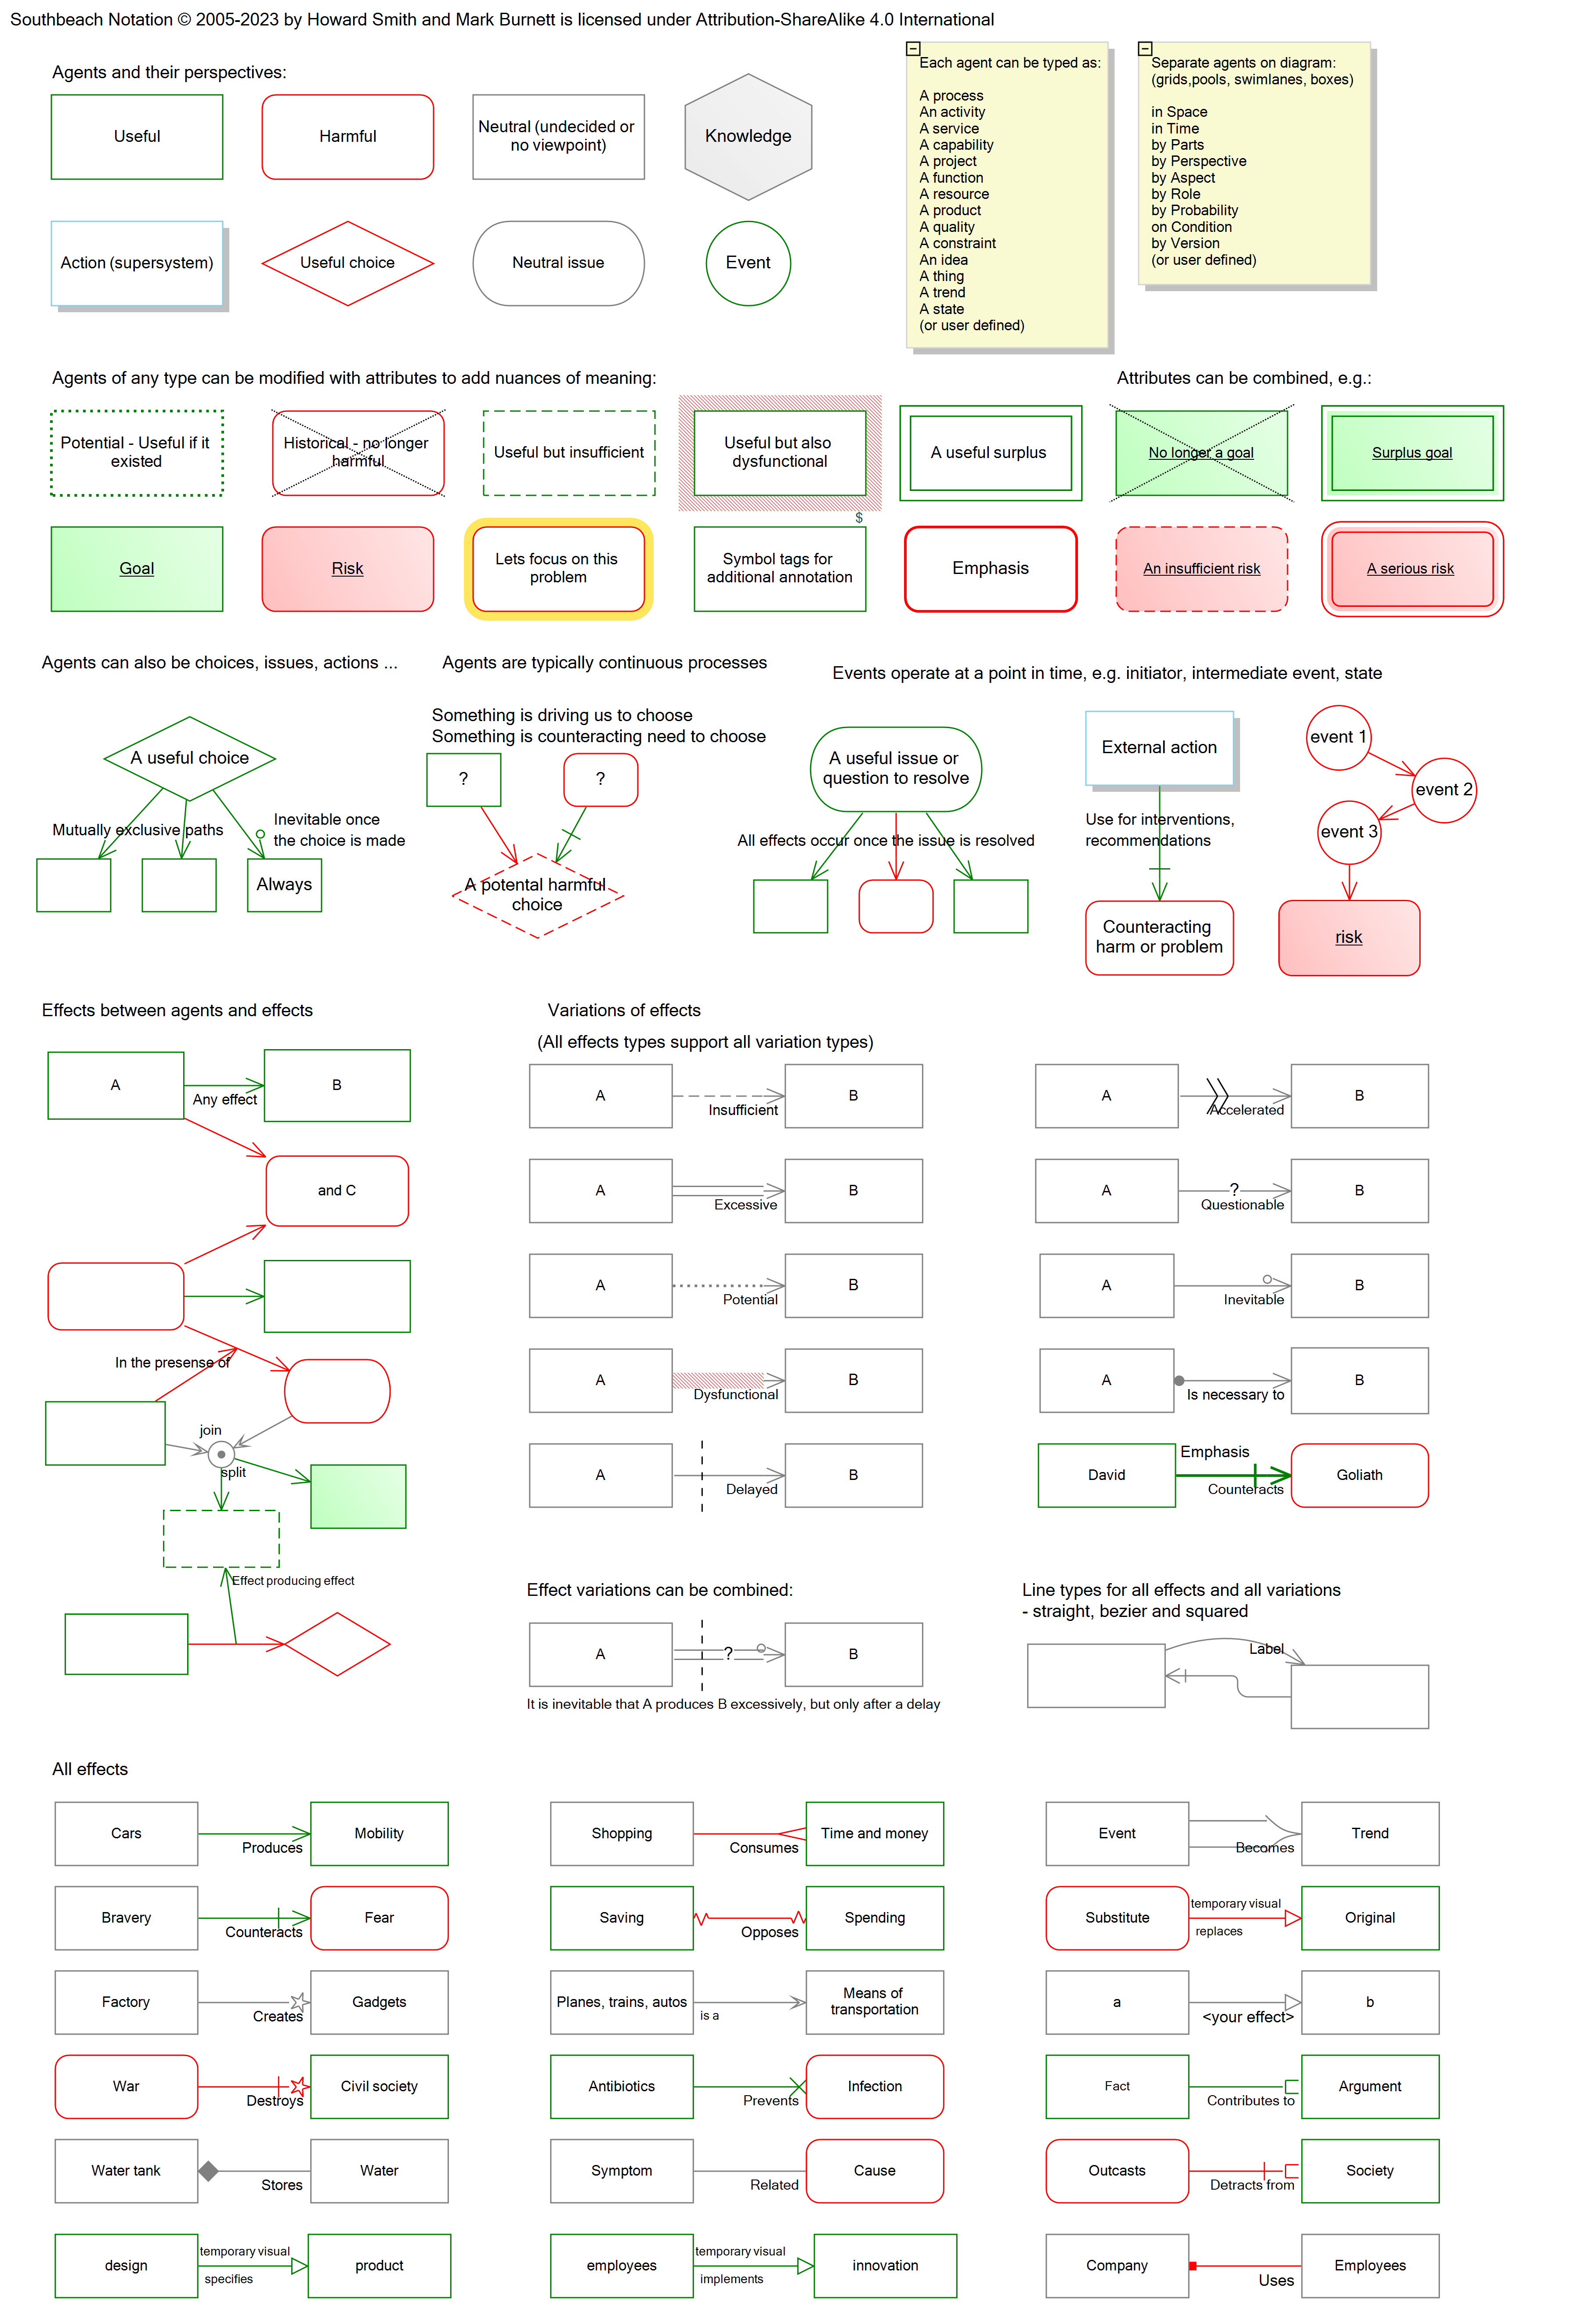 Southbeach Notation © 2005-2023 by Howard Smith and Mark Burnett is licensed under Attribution-ShareAlike 4.0 International
Agents and their perspectives:
Useful
Harmful
Neutral (undecided or
no viewpoint)
Knowledge
Action (supersystem)
Useful choice
Neutral issue
Event
Each agent can be typed as:
A process
An activity
A service
A capability
A project
A function
A resource
A product
A quality
A constraint
An idea
A thing
A trend
A state
(or user defined)
Separate agents on diagram:
(grids,pools, swimlanes, boxes)
in Space
in Time
by Parts
by Perspective
by Aspect
by Role
by Probability
on Condition
by Version
(or user defined)
Agents of any type can be modified with attributes to add nuances of meaning:
Attributes can be combined, e.g.:
Potential - Useful if it
existed
Historical - no longer
harmful
Useful but insufficient
Useful but also
dysfunctional
A useful surplus
No longer a goal
Surplus goal
Goal
Risk
Lets focus on this
problem
$
Symbol tags for
additional annotation
Emphasis
An insufficient risk
A serious risk
Agents can also be choices, issues, actions ...
A useful choice
Mutually exclusive paths
Inevitable once
the choice is made
Always
Agents are typically continuous processes
Something is driving us to choose
Something is counteracting need to choose
?
?
A potental harmful
choice
Events operate at a point in time, e.g. initiator, intermediate event, state
A useful issue or
question to resolve
All effects occur once the issue is resolved
External action
Use for interventions,
recommendations
Counteracting
harm or problem
event 1
event 2
event 3
risk
Effects between agents and effects
A
Any effect
B
and C
In the presense of
join
split
Effect producing effect
Variations of effects
(All effects types support all variation types)
A
Insufficient
B
A
Accelerated
B
A
Excessive
B
A
?
Questionable
B
A
Potential
B
A
Inevitable
B
A
Dysfunctional
B
A
Is necessary to
B
A
Delayed
B
David
Emphasis
Counteracts
Goliath
Effect variations can be combined:
A
?
B
It is inevitable that A produces B excessively, but only after a delay
Line types for all effects and all variations
- straight, bezier and squared
Label
All effects
Cars
Produces
Mobility
Shopping
Consumes
Time and money
Event
Becomes
Trend
Bravery
Counteracts
Fear
Saving
Opposes
Spending
Substitute
temporary visual
replaces
Original
Factory
Creates
Gadgets
Planes, trains, autos
is a
Means of
transportation
a
<your effect>
b
War
Destroys
Civil society
Antibiotics
Prevents
Infection
Fact
Contributes to
Argument
Water tank
Stores
Water
Symptom
Related
Cause
Outcasts
Detracts from
Society
design
temporary visual
specifies
product
employees
temporary visual
implements
innovation
Company
Uses
Employees